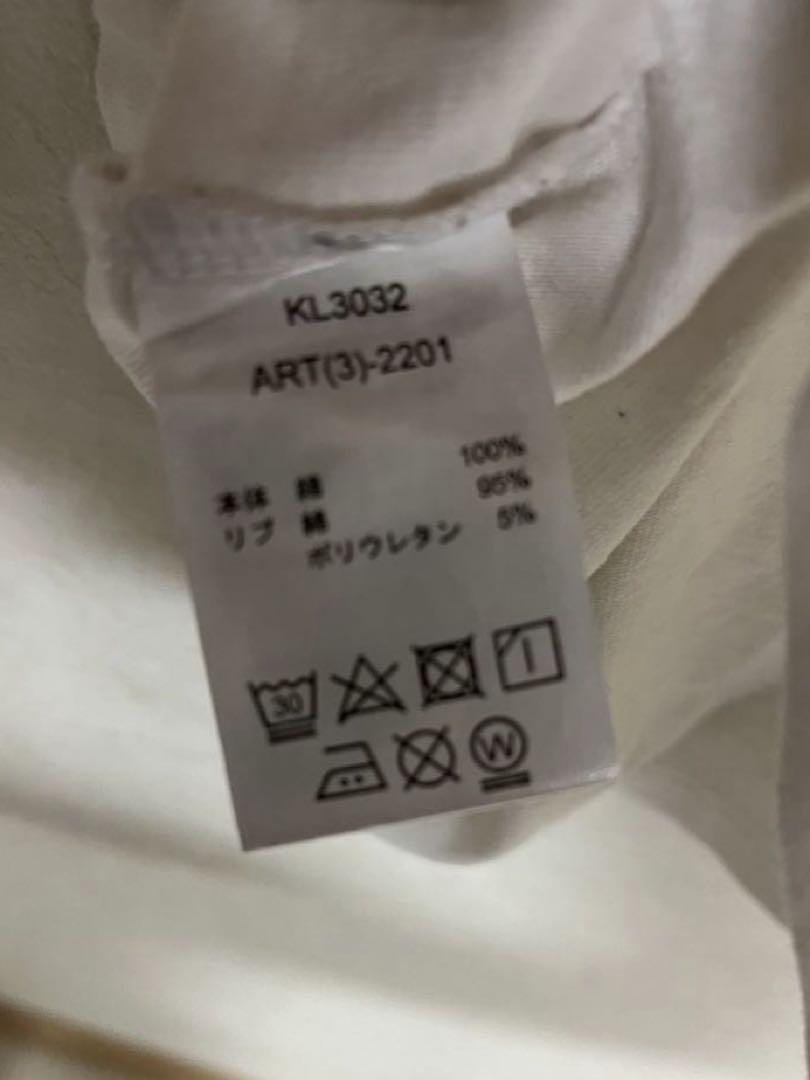 KL3032
ART(3)-2201
本体 綿 100%
リブ 綿 95%
ポリウレタン 5%
30
W